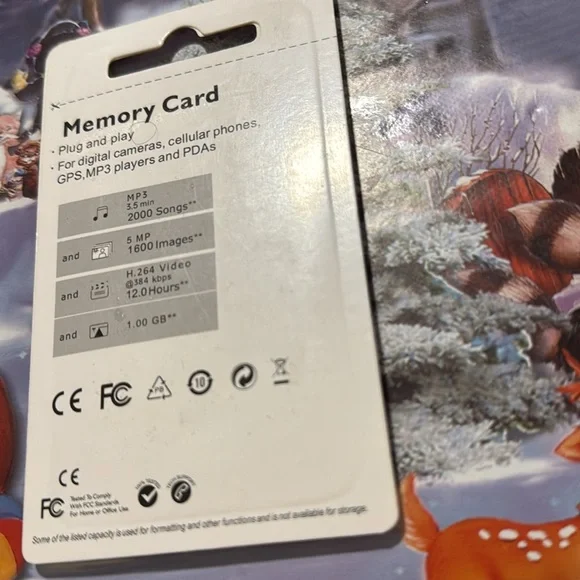 Memory Card
· Plug and play
· For digital cameras, cellular phones,
GPS,MP3 players and PDAs
MP3
3.5 min
2000 Songs**
and
5 MP
1600 Images**
and
H.264 Video
@384 kbps
12.0Hours**
and
1.00 GB**
CE FC 10
CE
FC
Tested To Comply
With FCC Standards
For Home or Office Use
Some of the listed capacity is used for formatting and other functions and is not available for storage.